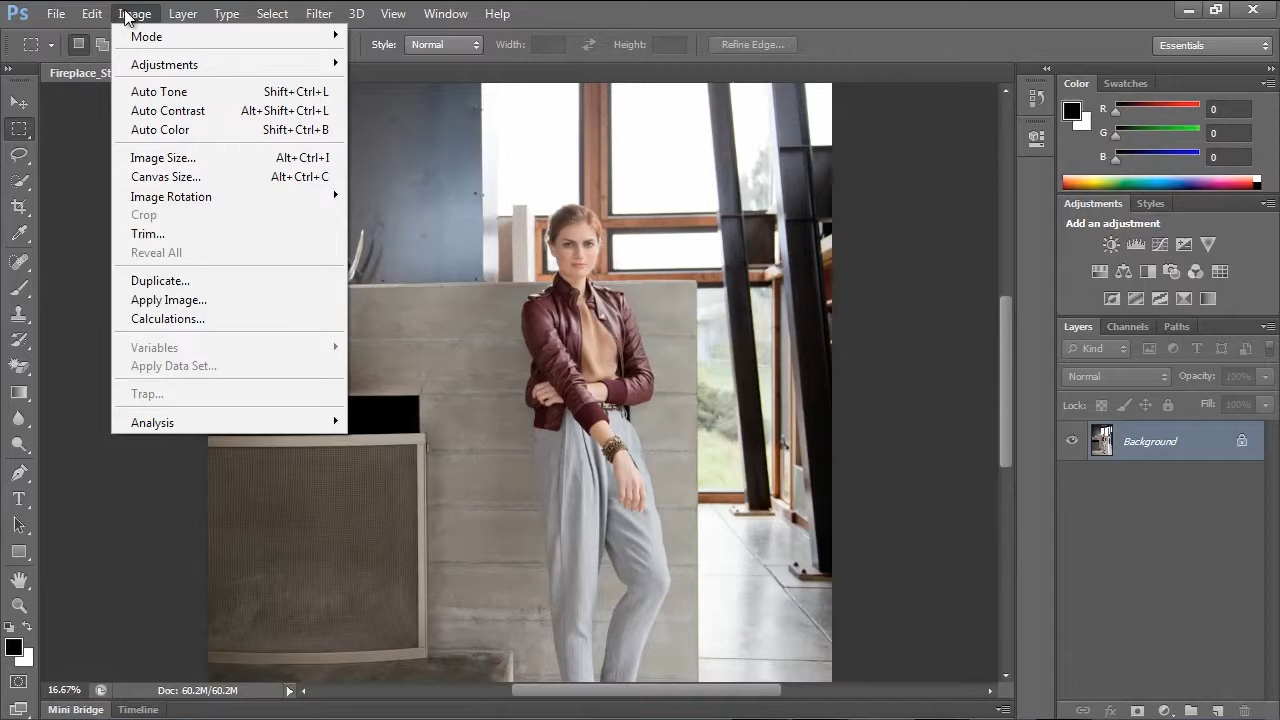 Ps File Edit Image Layer Type Select Filter 3D View Window Help
Style: Normal Width: Height: Refine Edge... Essentials
Fireplace_St
Mode
Adjustments
Auto Tone Shift+Ctrl+L
Auto Contrast Alt+Shift+Ctrl+L
Auto Color Shift+Ctrl+B
Image Size... Alt+Ctrl+I
Canvas Size... Alt+Ctrl+C
Image Rotation
Crop
Trim...
Reveal All
Duplicate...
Apply Image...
Calculations...
Variables
Apply Data Set...
Trap...
Analysis
Color Swatches
R 0
G 0
B 0
Adjustments Styles
Add an adjustment
Layers Channels Paths
Kind
Normal Opacity: 100%
Lock: Fill: 100%
Background
16.67% Doc: 60.2M/60.2M
Mini Bridge Timeline